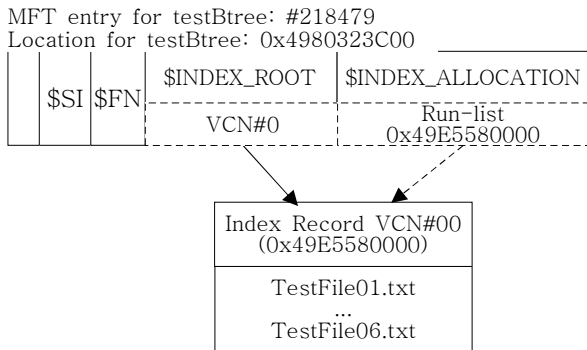 MFT entry for testBtree: #218479
Location for testBtree: 0x4980323C00
$SI $FN $INDEX_ROOT $INDEX_ALLOCATION
VCN#0 Run-list
0x49E5580000
Index Record VCN#00
(0x49E5580000)
TestFile01.txt
...
TestFile06.txt